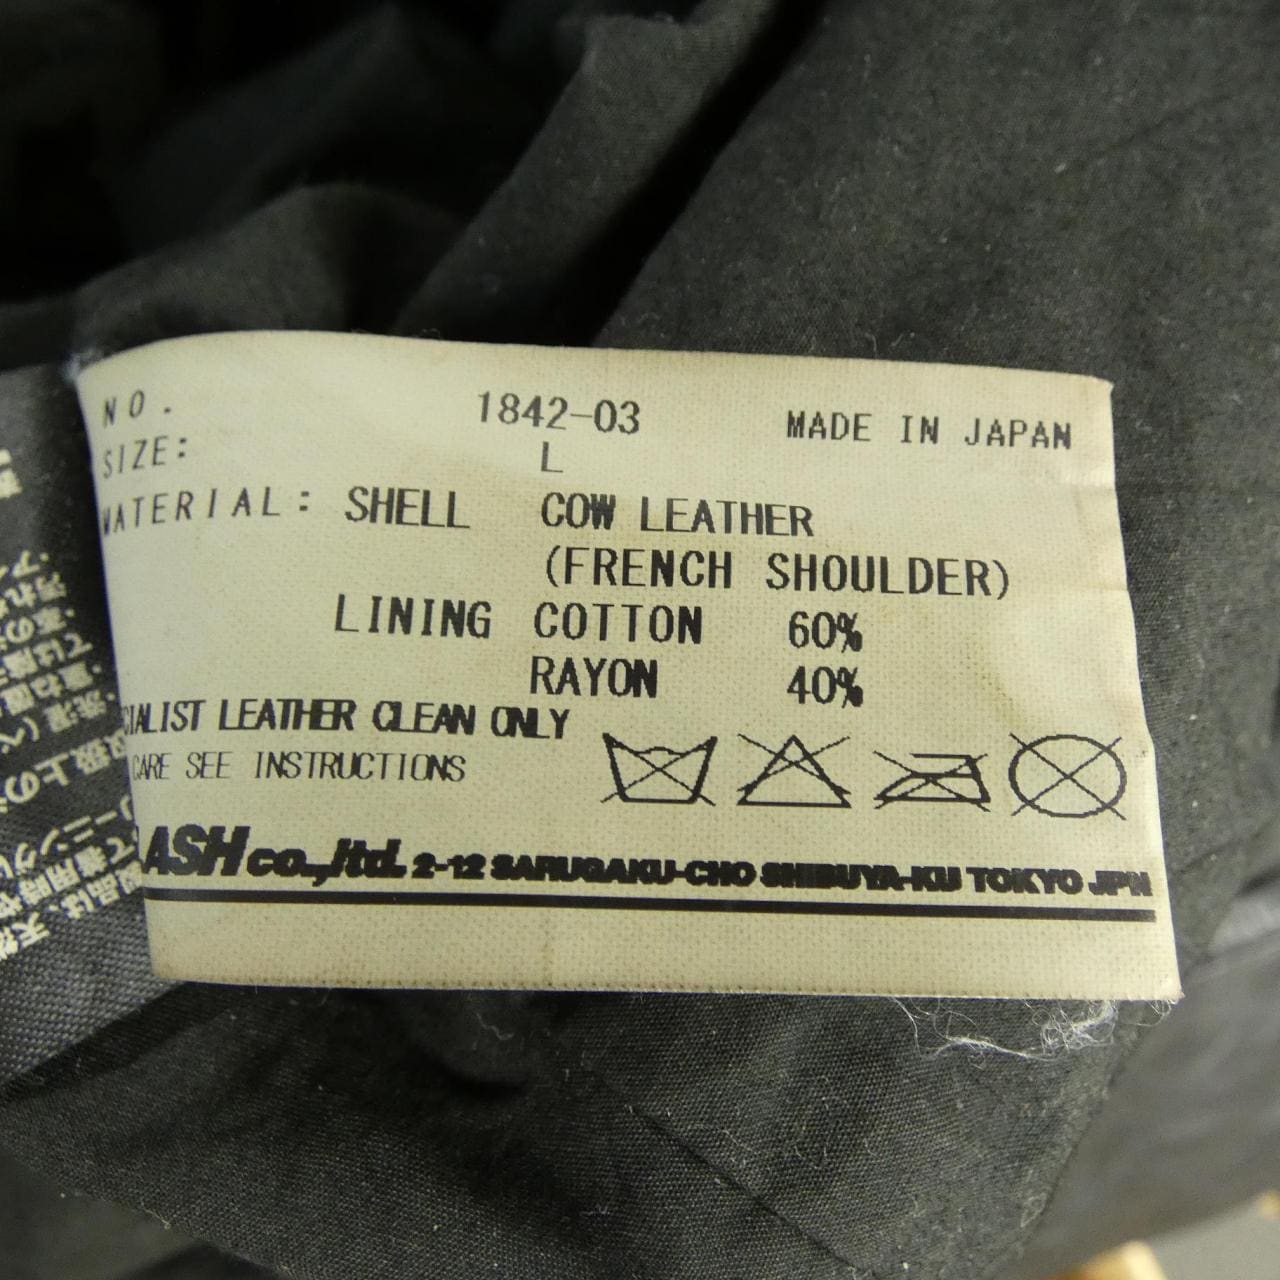 NO. 1842-03 MADE IN JAPAN
SIZE: L
MATERIAL: SHELL COW LEATHER
(FRENCH SHOULDER)
LINING COTTON 60%
RAYON 40%
CIALIST LEATHER CLEAN ONLY
CARE SEE INSTRUCTIONS
ASH co.,ltd. 2-12 SARUGAKU-CHO SHIBUYA-KU TOKYO JPN